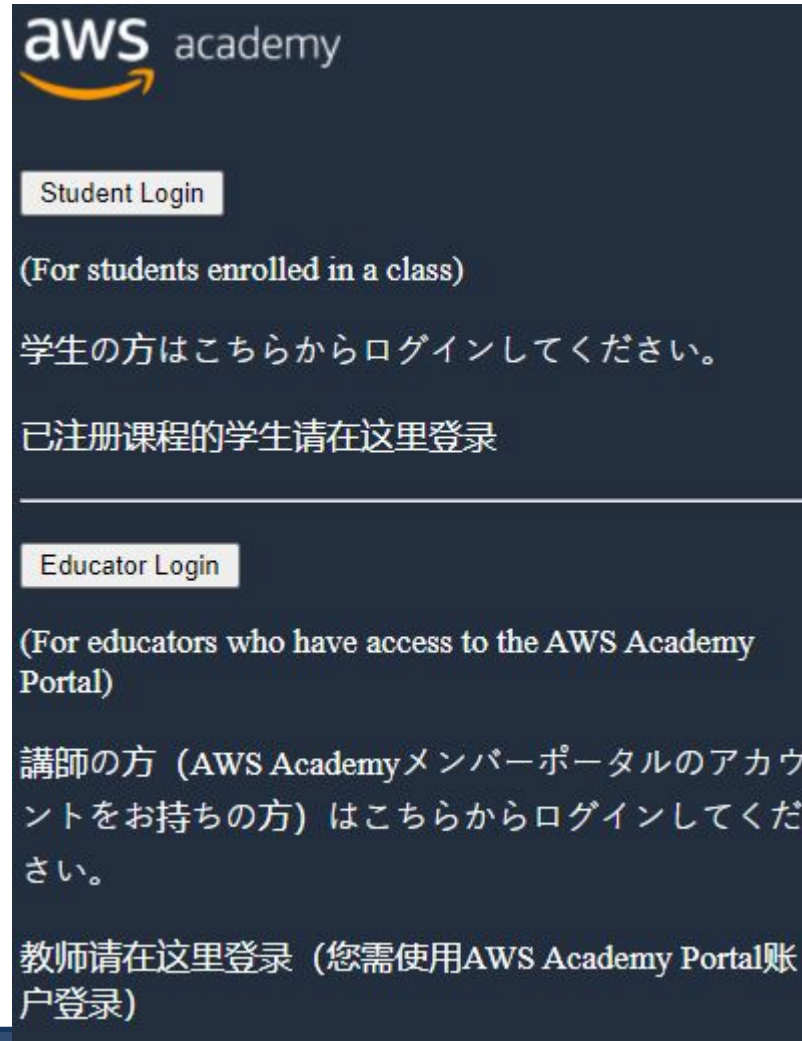 aws academy
Student Login
(For students enrolled in a class)
学生の方はこちらからログインしてください。
已注册课程的学生请在这里登录
Educator Login
(For educators who have access to the AWS Academy
Portal)
講師の方（AWS Academyメンバーポータルのアカウ
ントをお持ちの方）はこちらからログインしてくだ
さい。
教师请在这里登录（您需使用AWS Academy Portal账
户登录）